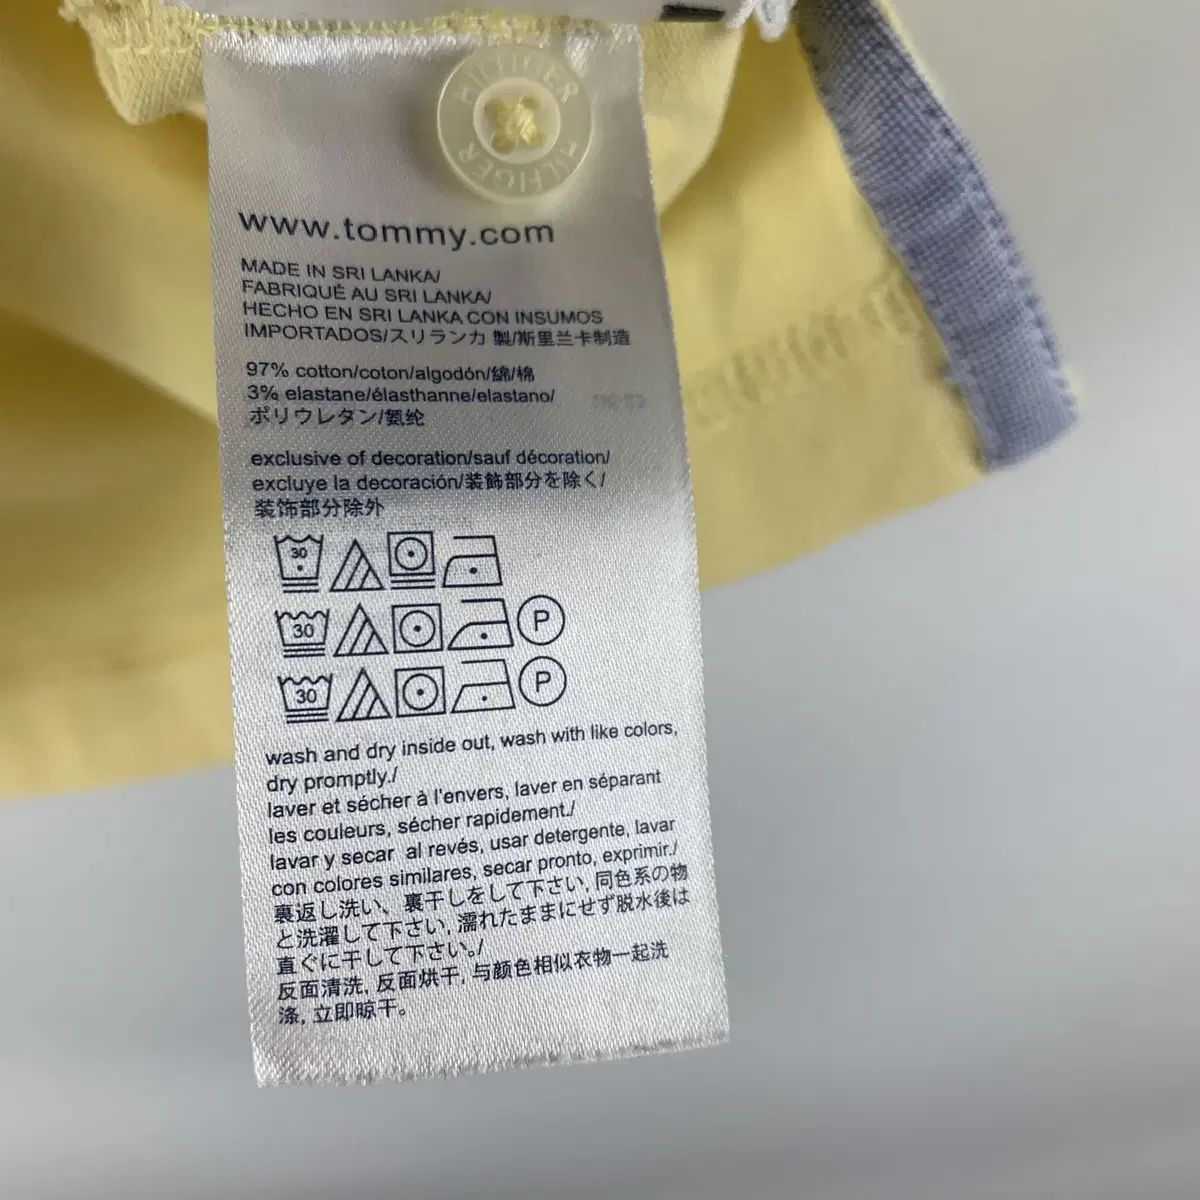 HILFIGER HILFIGER
www.tommy.com
MADE IN SRI LANKA/
FABRIQUÉ AU SRI LANKA/
HECHO EN SRI LANKA CON INSUMOS
IMPORTADOS/スリランカ 製/斯里兰卡制造
97% cotton/coton/algodón/綿/棉
3% elastane/élasthanne/elastano/
ポリウレタン/氨纶
exclusive of decoration/sauf décoration/
excluye la decoración/装飾部分を除く/
装饰部分除外
30
30 P
30 P
wash and dry inside out, wash with like colors,
dry promptly./
laver et sécher à l'envers, laver en séparant
les couleurs, sécher rapidement./
lavar y secar al revés, usar detergente, lavar
con colores similares, secar pronto, exprimir./
裏返し洗い、裏干しをして下さい, 同色系の物
と洗濯して下さい, 濡れたままにせず脱水後は
直ぐに干して下さい。/
反面清洗, 反面烘干, 与颜色相似衣物一起洗
涤, 立即晾干。